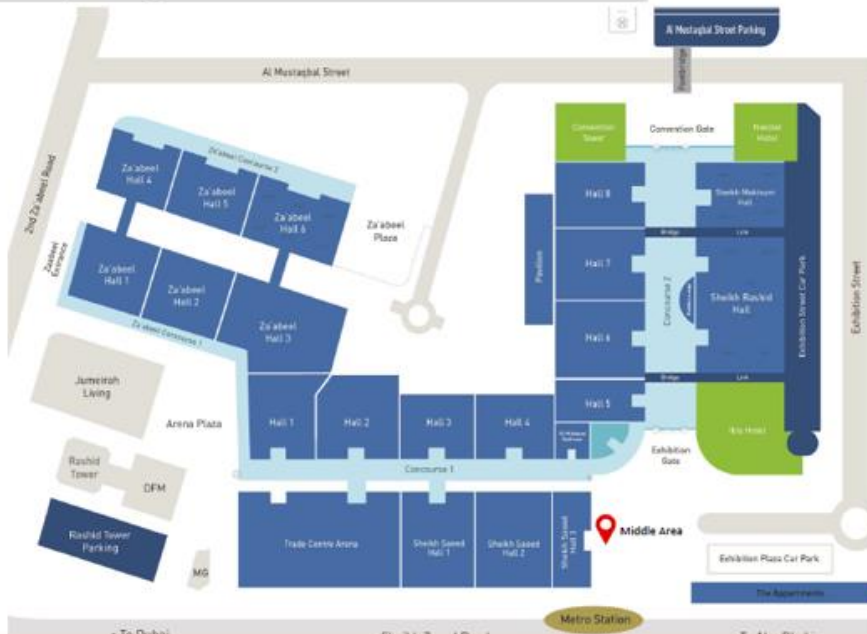 Al Mustaqbal Street Parking
Footbridge
Al Mustaqbal Street
2nd Za'abeel Road
Za'abeel Concourse 2
Za'abeel
Hall 4
Za'abeel
Hall 5
Za'abeel
Hall 6
Za'abeel
Plaza
Zaabeel
Entrance
Za'abeel
Hall 1
Za'abeel
Hall 2
Za'abeel
Hall 3
Za'abeel Concourse 1
Convention
Tower
Convention Gate
Novotel
Hotel
Hall 8
Sheikh Maktoum
Hall
Bridge
Link
Pavilion
Hall 7
Concourse 2
Sheikh Rashid
Hall
Exhibition Street Car Park
Exhibition Street
Hall 6
Bridge
Link
Hall 5
Ibis Hotel
Exhibition
Gate
Jumeirah
Living
Arena Plaza
Hall 1
Hall 2
Hall 3
Hall 4
Concourse 1
Rashid
Tower
DFM
Rashid Tower
Parking
MG
Trade Centre Arena
Sheikh Saeed
Hall 1
Sheikh Saeed
Hall 2
Sheikh Saeed
Hall 3
Middle Area
Exhibition Plaza Car Park
The Appartments
Metro Station